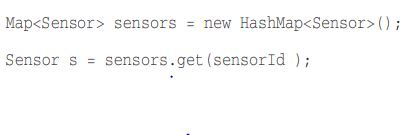 Map<Sensor> sensors = new HashMap<Sensor>();
Sensor s = sensors.get(sensorId );